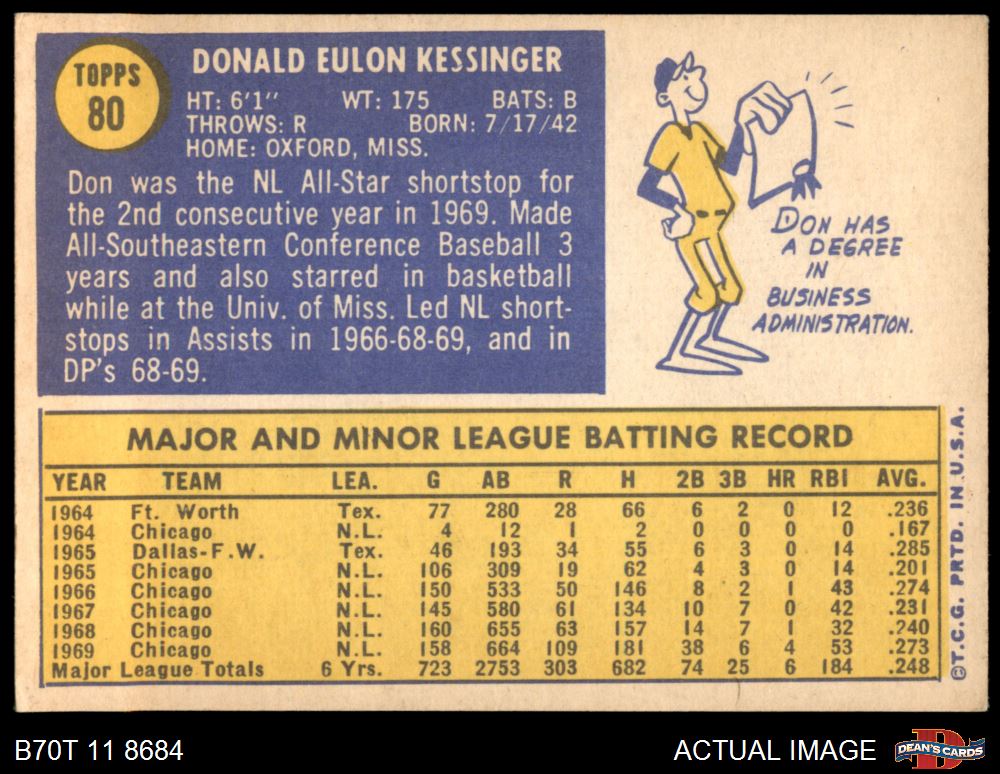 TOPPS
80
DONALD EULON KESSINGER
HT: 6'1" WT: 175 BATS: B
THROWS: R BORN: 7/17/42
HOME: OXFORD, MISS.
Don was the NL All-Star shortstop for
the 2nd consecutive year in 1969. Made
All-Southeastern Conference Baseball 3
years and also starred in basketball
while at the Univ. of Miss. Led NL short-
stops in Assists in 1966-68-69, and in
DP's 68-69.
DON HAS
A DEGREE
IN
BUSINESS
ADMINISTRATION.
MAJOR AND MINOR LEAGUE BATTING RECORD
YEAR TEAM LEA. G AB R H 2B 3B HR RBI AVG.
1964 Ft. Worth Tex. 77 280 28 66 6 2 0 12 .236
1964 Chicago N.L. 4 12 1 2 0 0 0 0 .167
1965 Dallas-F.W. Tex. 46 193 34 55 6 3 0 14 .285
1965 Chicago N.L. 106 309 19 62 4 3 0 14 .201
1966 Chicago N.L. 150 533 50 146 8 2 1 43 .274
1967 Chicago N.L. 145 580 61 134 10 7 0 42 .231
1968 Chicago N.L. 160 655 63 157 14 7 1 32 .240
1969 Chicago N.L. 158 664 109 181 38 6 4 53 .273
Major League Totals 6 Yrs. 723 2753 303 682 74 25 6 184 .248
©T.C.G. PRTD. IN U.S.A.
B70T 11 8684
ACTUAL IMAGE
DEAN'S CARDS